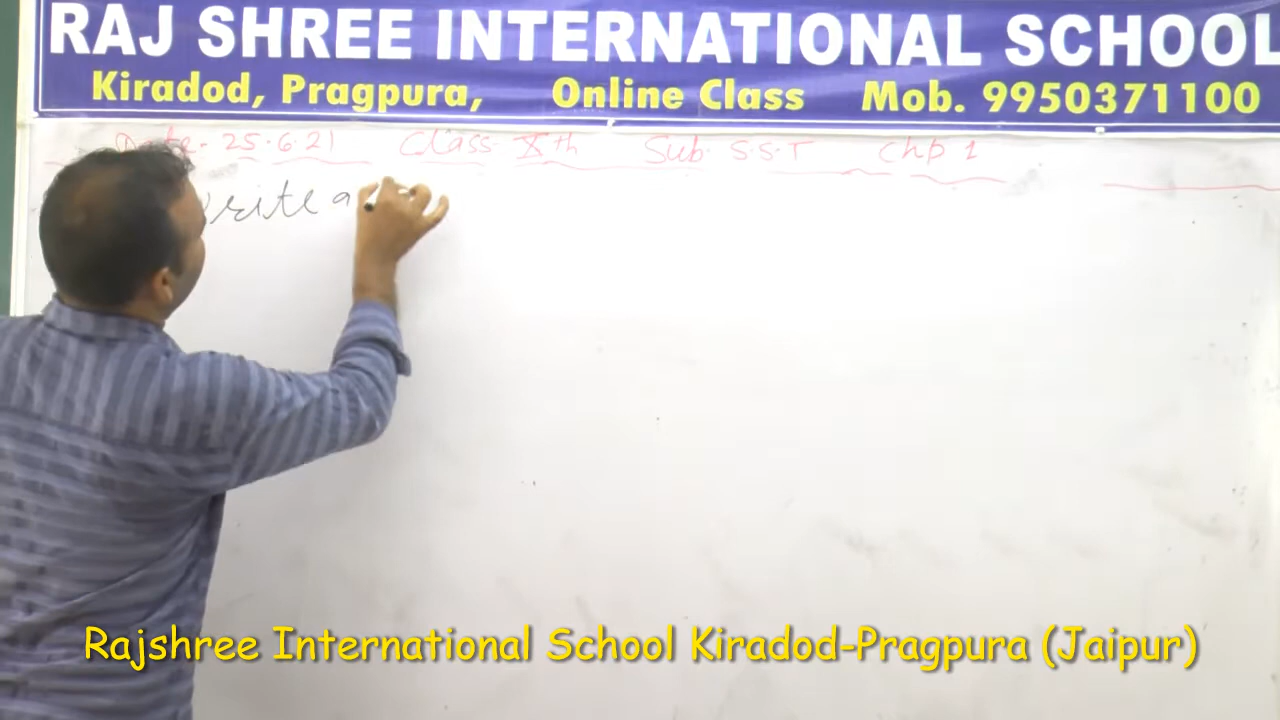 RAJ SHREE INTERNATIONAL SCHOOL
Kiradod, Pragpura, Online Class Mob. 9950371100
Date. 25.6.21 Class Xth Sub. S.S.T Chp 1
write a
Rajshree International School Kiradod-Pragpura (Jaipur)